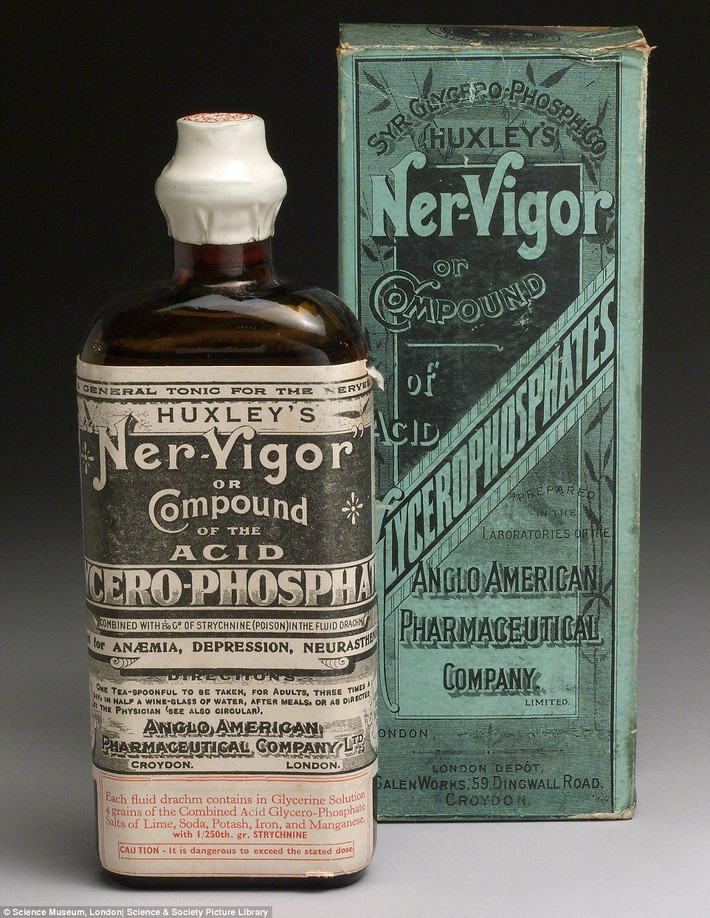 A GENERAL TONIC FOR THE NERVE
HUXLEY'S
"Ner-Vigor"
OR
Compound
OF THE
ACID
YCERO-PHOSPHA
COMBINED WITH GR OF STRYCHNINE (POISON) IN THE FLUID DRACHM
d for ANÆMIA, DEPRESSION, NEURASTHE
DIRECTIONS
ONE TEA-SPOONFUL TO BE TAKEN, FOR ADULTS, THREE TIMES A
DAY, IN HALF A WINE-GLASS OF WATER, AFTER MEALS, OR AS DIRECTED
BY THE PHYSICIAN (SEE ALSO CIRCULAR).
ANGLO AMERICAN
PHARMACEUTICAL COMPANY LTD
CROYDON. LONDON.
Each fluid drachm contains in Glycerine Solution
4 grains of the Combined Acid Glycero-Phosphate
Salts of Lime, Soda, Potash, Iron, and Manganese.
with 1/250th. gr. STRYCHNINE
CAUTION - It is dangerous to exceed the stated dose
SYR GLYCERO-PHOSPH CO
HUXLEY'S
Ner-Vigor
or
COMPOUND
of
ACID
GLYCEROPHOSPHATES
PREPARED
IN THE
LABORATORIES OF THE
ANGLO AMERICAN
PHARMACEUTICAL
COMPANY.
LIMITED.
LONDON,
LONDON DEPÔT,
GALEN WORKS, 59, DINGWALL ROAD,
CROYDON.
© Science Museum, London| Science & Society Picture Library